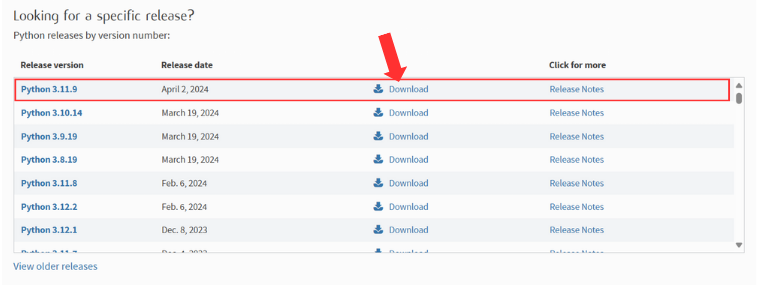 Looking for a specific release?
Python releases by version number:
Release version Release date Click for more
Python 3.11.9 April 2, 2024 Download Release Notes
Python 3.10.14 March 19, 2024 Download Release Notes
Python 3.9.19 March 19, 2024 Download Release Notes
Python 3.8.19 March 19, 2024 Download Release Notes
Python 3.11.8 Feb. 6, 2024 Download Release Notes
Python 3.12.2 Feb. 6, 2024 Download Release Notes
Python 3.12.1 Dec. 8, 2023 Download Release Notes
Python Download Release Notes
View older releases